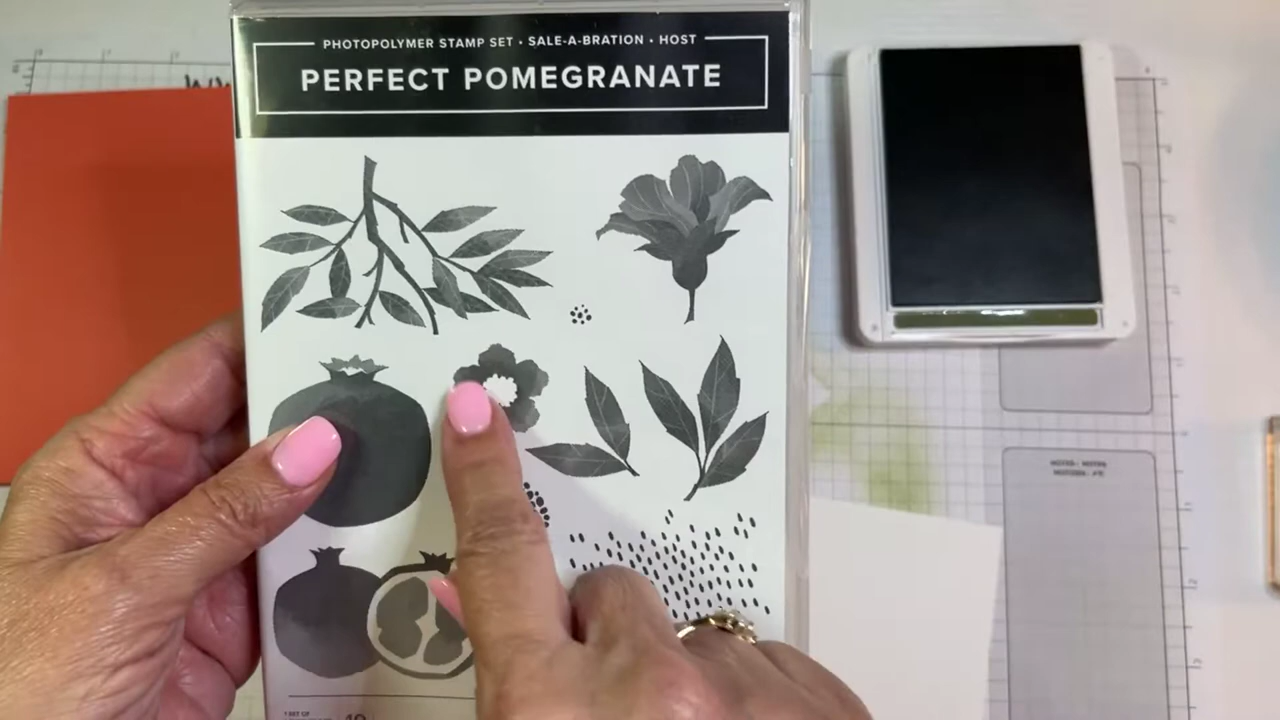 PHOTOPOLYMER STAMP SET • SALE-A-BRATION • HOST
PERFECT POMEGRANATE